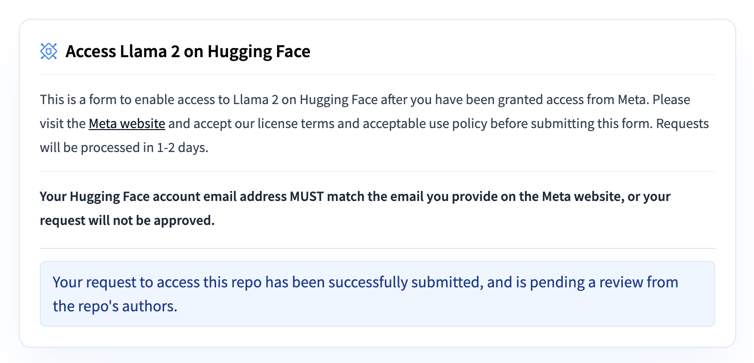 Access Llama 2 on Hugging Face
This is a form to enable access to Llama 2 on Hugging Face after you have been granted access from Meta. Please
visit the Meta website and accept our license terms and acceptable use policy before submitting this form. Requests
will be processed in 1-2 days.
Your Hugging Face account email address MUST match the email you provide on the Meta website, or your
request will not be approved.
Your request to access this repo has been successfully submitted, and is pending a review from
the repo's authors.